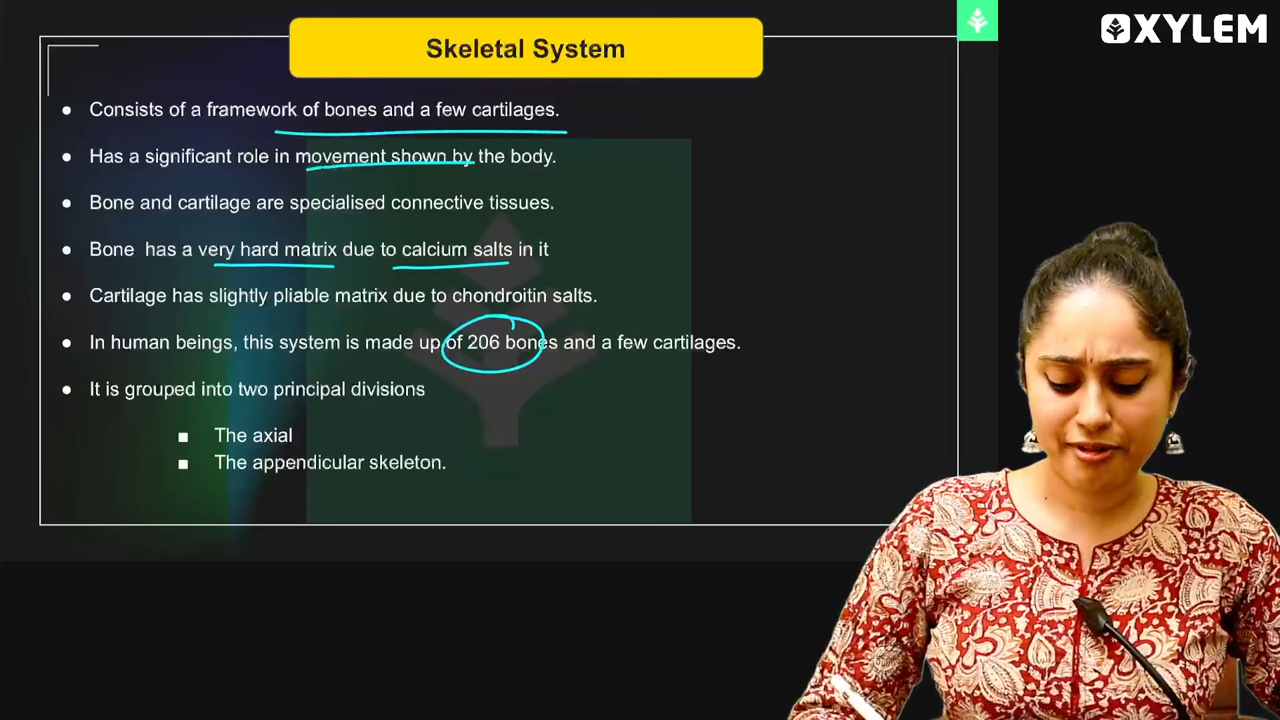 Skeletal System
XYLEM
● Consists of a framework of bones and a few cartilages.
● Has a significant role in movement shown by the body.
● Bone and cartilage are specialised connective tissues.
● Bone has a very hard matrix due to calcium salts in it
● Cartilage has slightly pliable matrix due to chondroitin salts.
● In human beings, this system is made up of 206 bones and a few cartilages.
● It is grouped into two principal divisions
■ The axial
■ The appendicular skeleton.